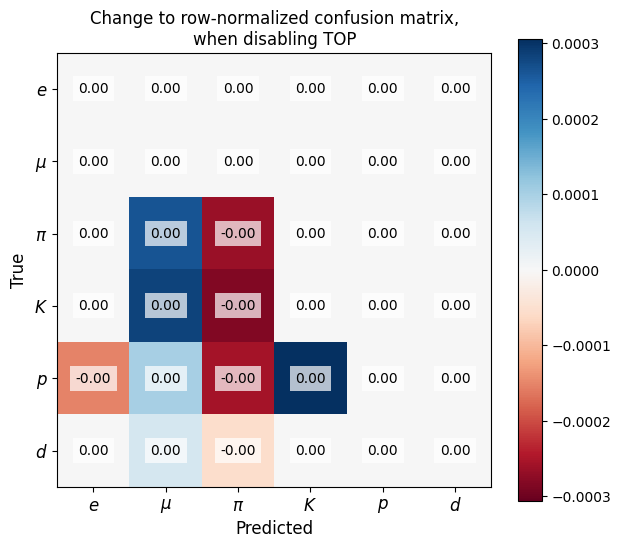 Change to row-normalized confusion matrix,
when disabling TOP
e 0.00 0.00 0.00 0.00 0.00 0.00
μ 0.00 0.00 0.00 0.00 0.00 0.00
π 0.00 0.00 -0.00 0.00 0.00 0.00
K 0.00 0.00 -0.00 0.00 0.00 0.00
p -0.00 0.00 -0.00 0.00 0.00 0.00
d 0.00 0.00 -0.00 0.00 0.00 0.00
e μ π K p d
True
Predicted
0.0003
0.0002
0.0001
0.0000
−0.0001
−0.0002
−0.0003